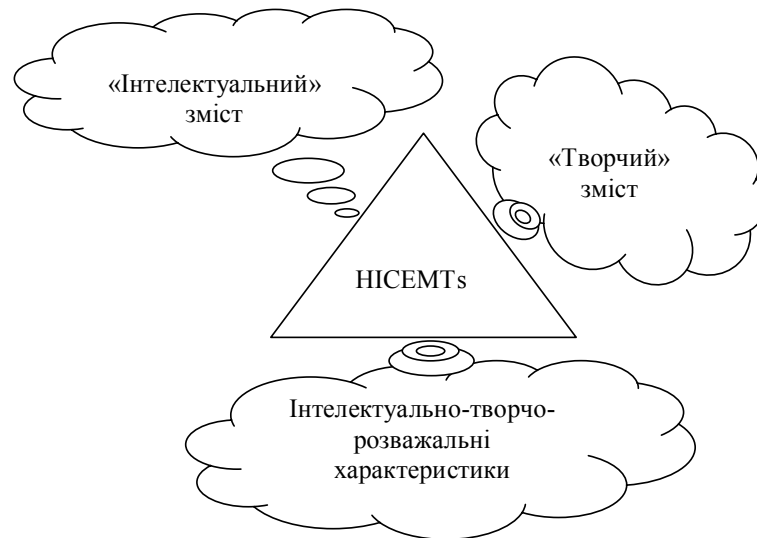 «Інтелектуальний»
зміст
«Творчий»
зміст
HICEMTs
Інтелектуально-творчо-
розважальні
характеристики